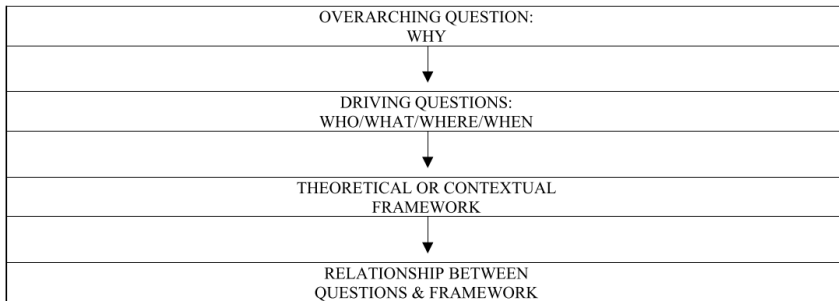 OVERARCHING QUESTION:
WHY
DRIVING QUESTIONS:
WHO/WHAT/WHERE/WHEN
THEORETICAL OR CONTEXTUAL
FRAMEWORK
RELATIONSHIP BETWEEN
QUESTIONS & FRAMEWORK